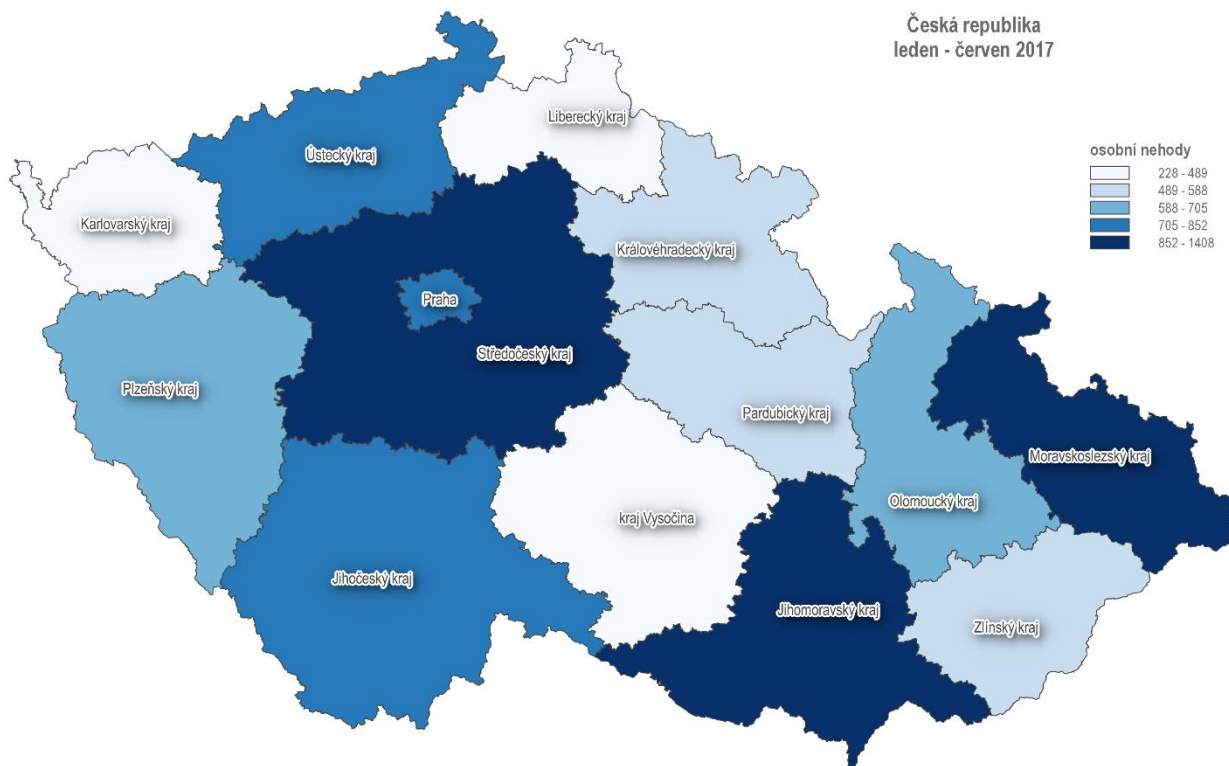 Česká republika
leden - červen 2017
osobní nehody
228 - 489
489 - 588
588 - 705
705 - 852
852 - 1408
Liberecký kraj
Ústecký kraj
Karlovarský kraj
Královéhradecký kraj
Praha
Středočeský kraj
Plzeňský kraj
Pardubický kraj
Moravskoslezský kraj
Olomoucký kraj
kraj Vysočina
Jihočeský kraj
Jihomoravský kraj
Zlínský kraj